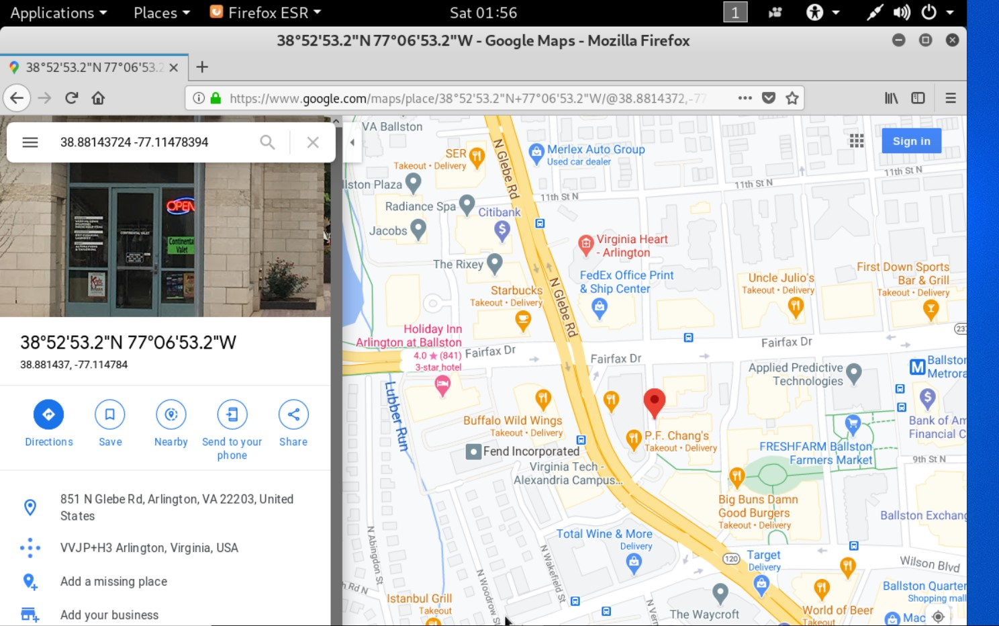 Applications
Places
Firefox ESR
Sat 01:56
1
38°52'53.2"N 77°06'53.2"W - Google Maps - Mozilla Firefox
38°52'53.2"N 77°06'53.2
https://www.google.com/maps/place/38°52'53.2"N+77°06'53.2"W/@38.8814372,-77
38.88143724 -77.11478394
OPEN
Continental
Valet
CONTINENTAL VALET
38°52'53.2"N 77°06'53.2"W
38.881437, -77.114784
Directions
Save
Nearby
Send to your
phone
Share
851 N Glebe Rd, Arlington, VA 22203, United
States
VVJP+H3 Arlington, Virginia, USA
Add a missing place
Add your business
Sign in
AVA Ballston
SER
Takeout • Delivery
N Glebe Rd
Merlex Auto Group
Used car dealer
11th St N
11th St N
11th St N
llston Plaza
Radiance Spa
Citibank
Jacobs
Virginia Heart
- Arlington
The Rixey
FedEx Office Print
& Ship Center
N Glebe Rd
Uncle Julio's
Takeout • Delivery
First Down Sports
Bar & Grill
Takeout • Delivery
Starbucks
Takeout • Delivery
Holiday Inn
Arlington at Ballston
4.0 ★ (841)
3-star hotel
Fairfax Dr
Fairfax Dr
Fairfax Dr
23
Applied Predictive
Technologies
M
Ballston
Metrora
Lubber Run
Buffalo Wild Wings
Takeout • Delivery
P.F. Chang's
Takeout • Delivery
Bank of Am
Financial C
FRESHFARM Ballston
Farmers Market
9th St N
Fend Incorporated
Virginia Tech -
Alexandria Campus...
Big Buns Damn
Good Burgers
Takeout • Delivery
Ballston Exchang
Total Wine & More
Delivery
N Abingdon St
N Wakefield St
N Woodrow St
120
Target
Delivery
Wilson Blvd
Ballston Quarter
Shopping mall
n Rd N
Istanbul Grill
Takeout
N Vern
The Waycroft
World of Beer
Takeout
Mac